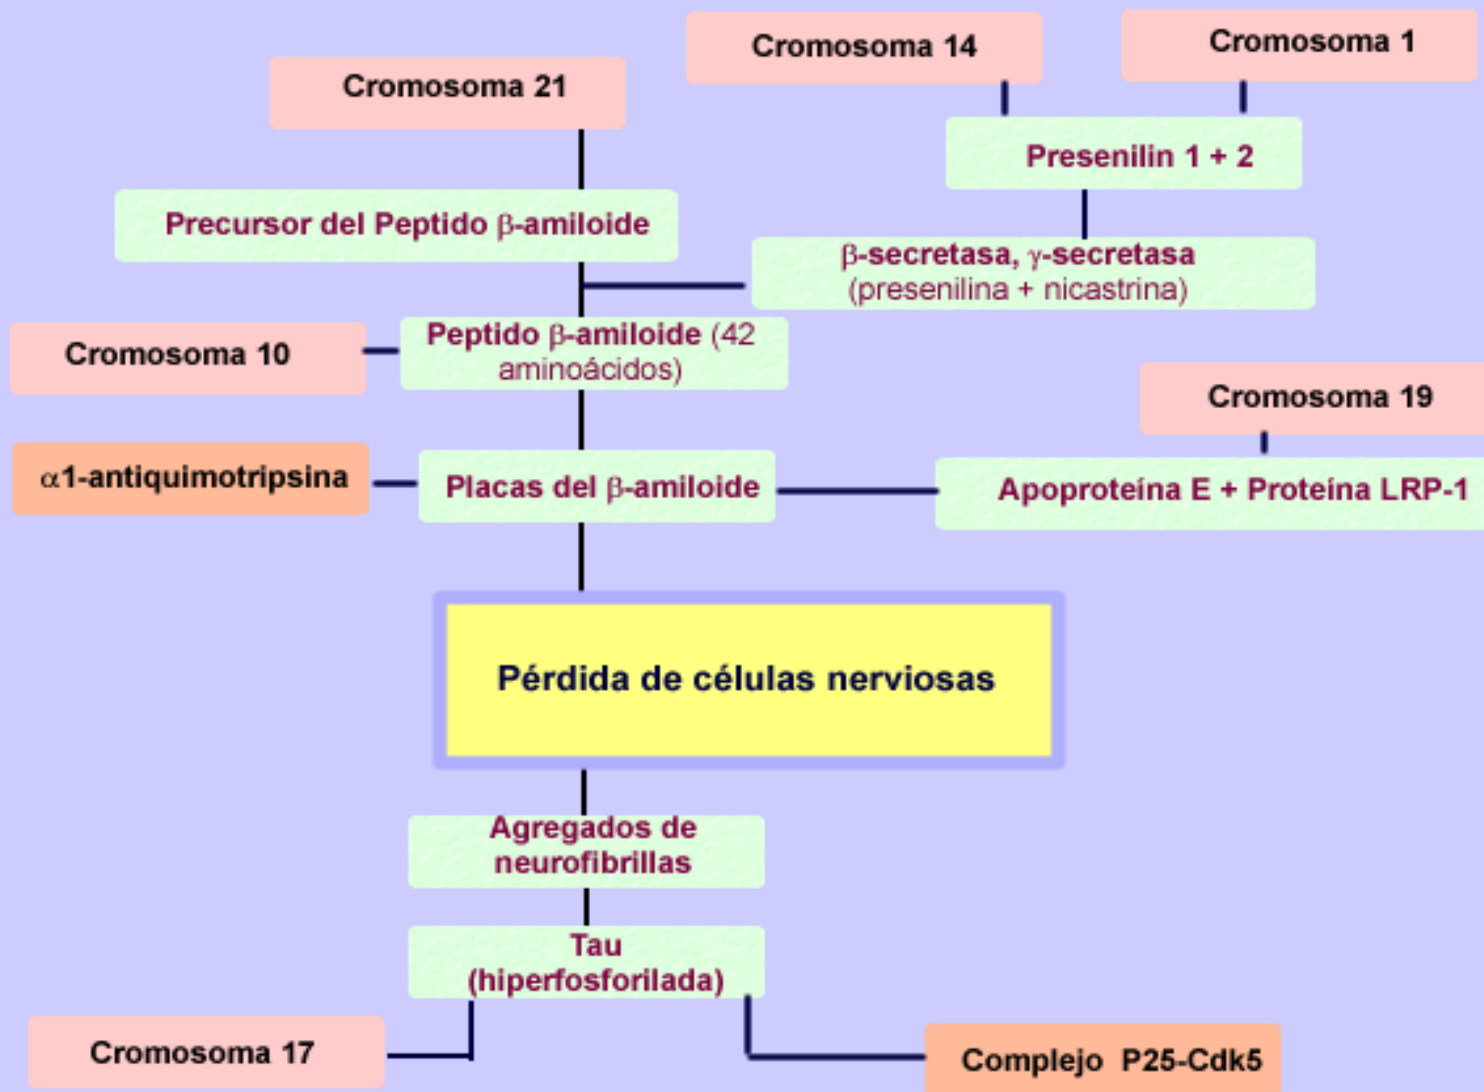 Cromosoma 14
Cromosoma 1
Cromosoma 21
Presenilin 1 + 2
Precursor del Peptido β-amiloide
β-secretasa, γ-secretasa
(presenilina + nicastrina)
Cromosoma 10
Peptido β-amiloide (42
aminoácidos)
Cromosoma 19
α1-antiquimotripsina
Placas del β-amiloide
Apoproteína E + Proteína LRP-1
Pérdida de células nerviosas
Agregados de
neurofibrillas
Tau
(hiperfosforilada)
Cromosoma 17
Complejo P25-Cdk5